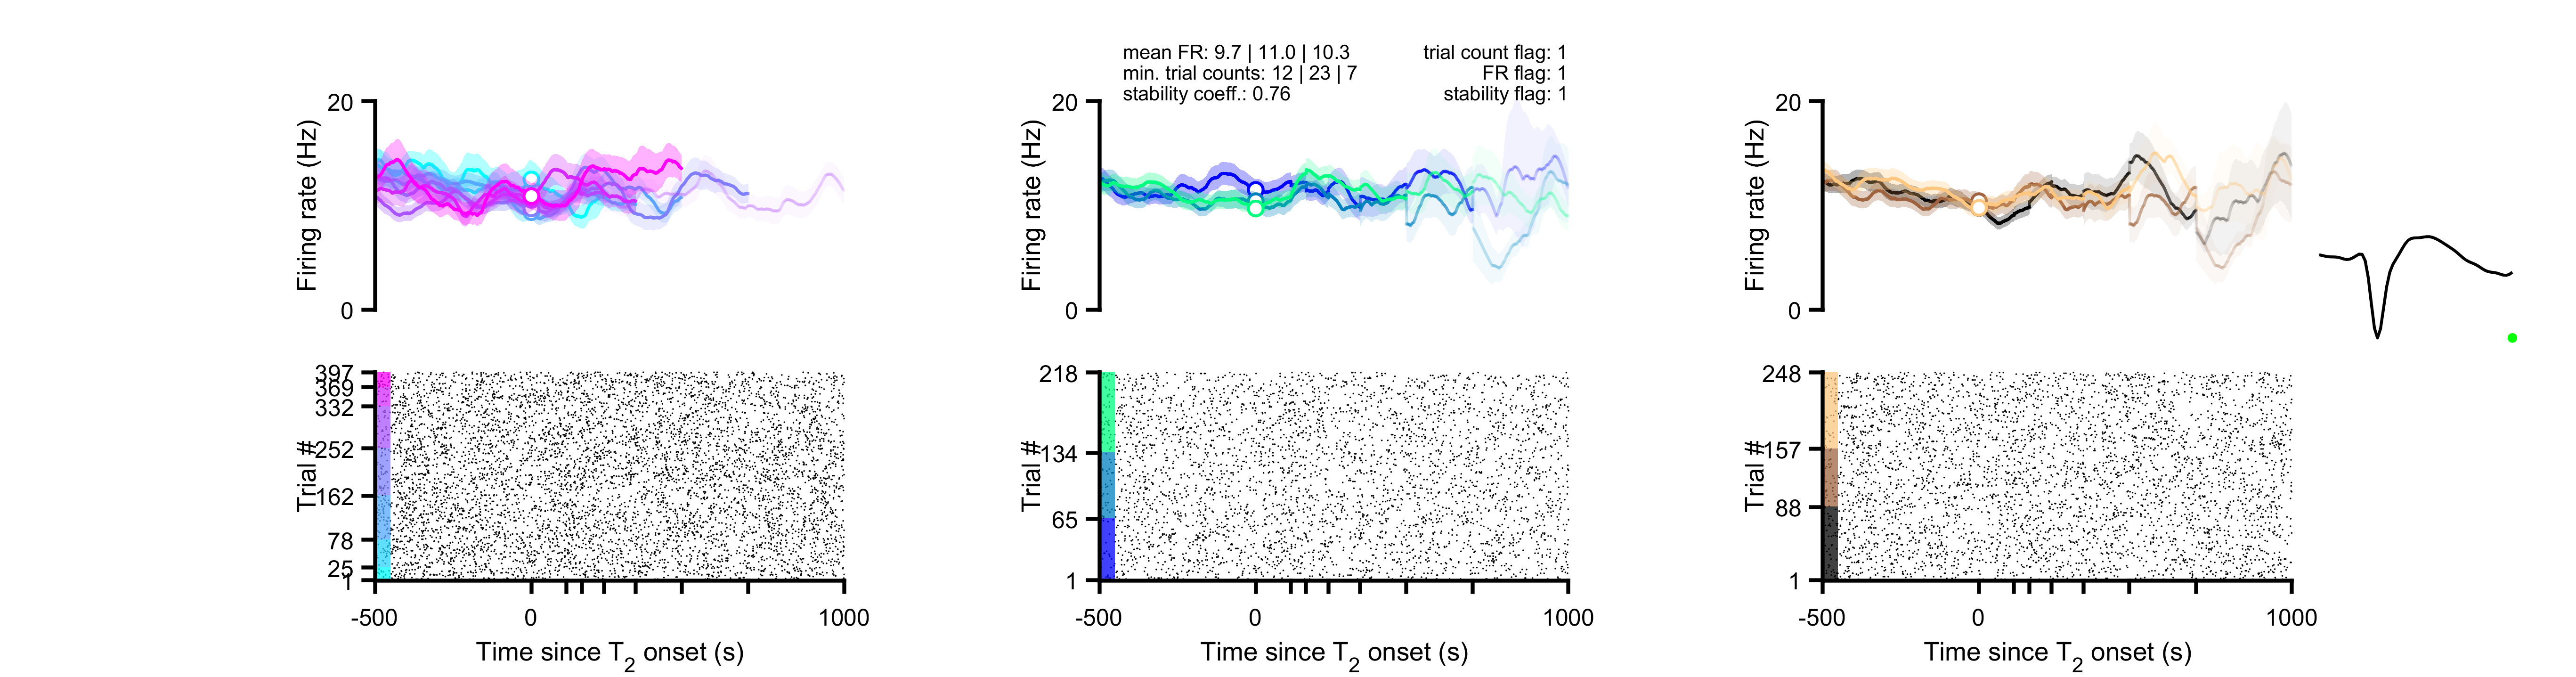 mean FR: 9.7 | 11.0 | 10.3
min. trial counts: 12 | 23 | 7
stability coeff.: 0.76
trial count flag: 1
FR flag: 1
stability flag: 1
Firing rate (Hz)
20
0
Firing rate (Hz)
20
0
Firing rate (Hz)
20
0
Trial #
397
369
332
252
162
78
25
1
-500
0
1000
Time since T2 onset (s)
Trial #
218
134
65
1
-500
0
1000
Time since T2 onset (s)
Trial #
248
157
88
1
-500
0
1000
Time since T2 onset (s)